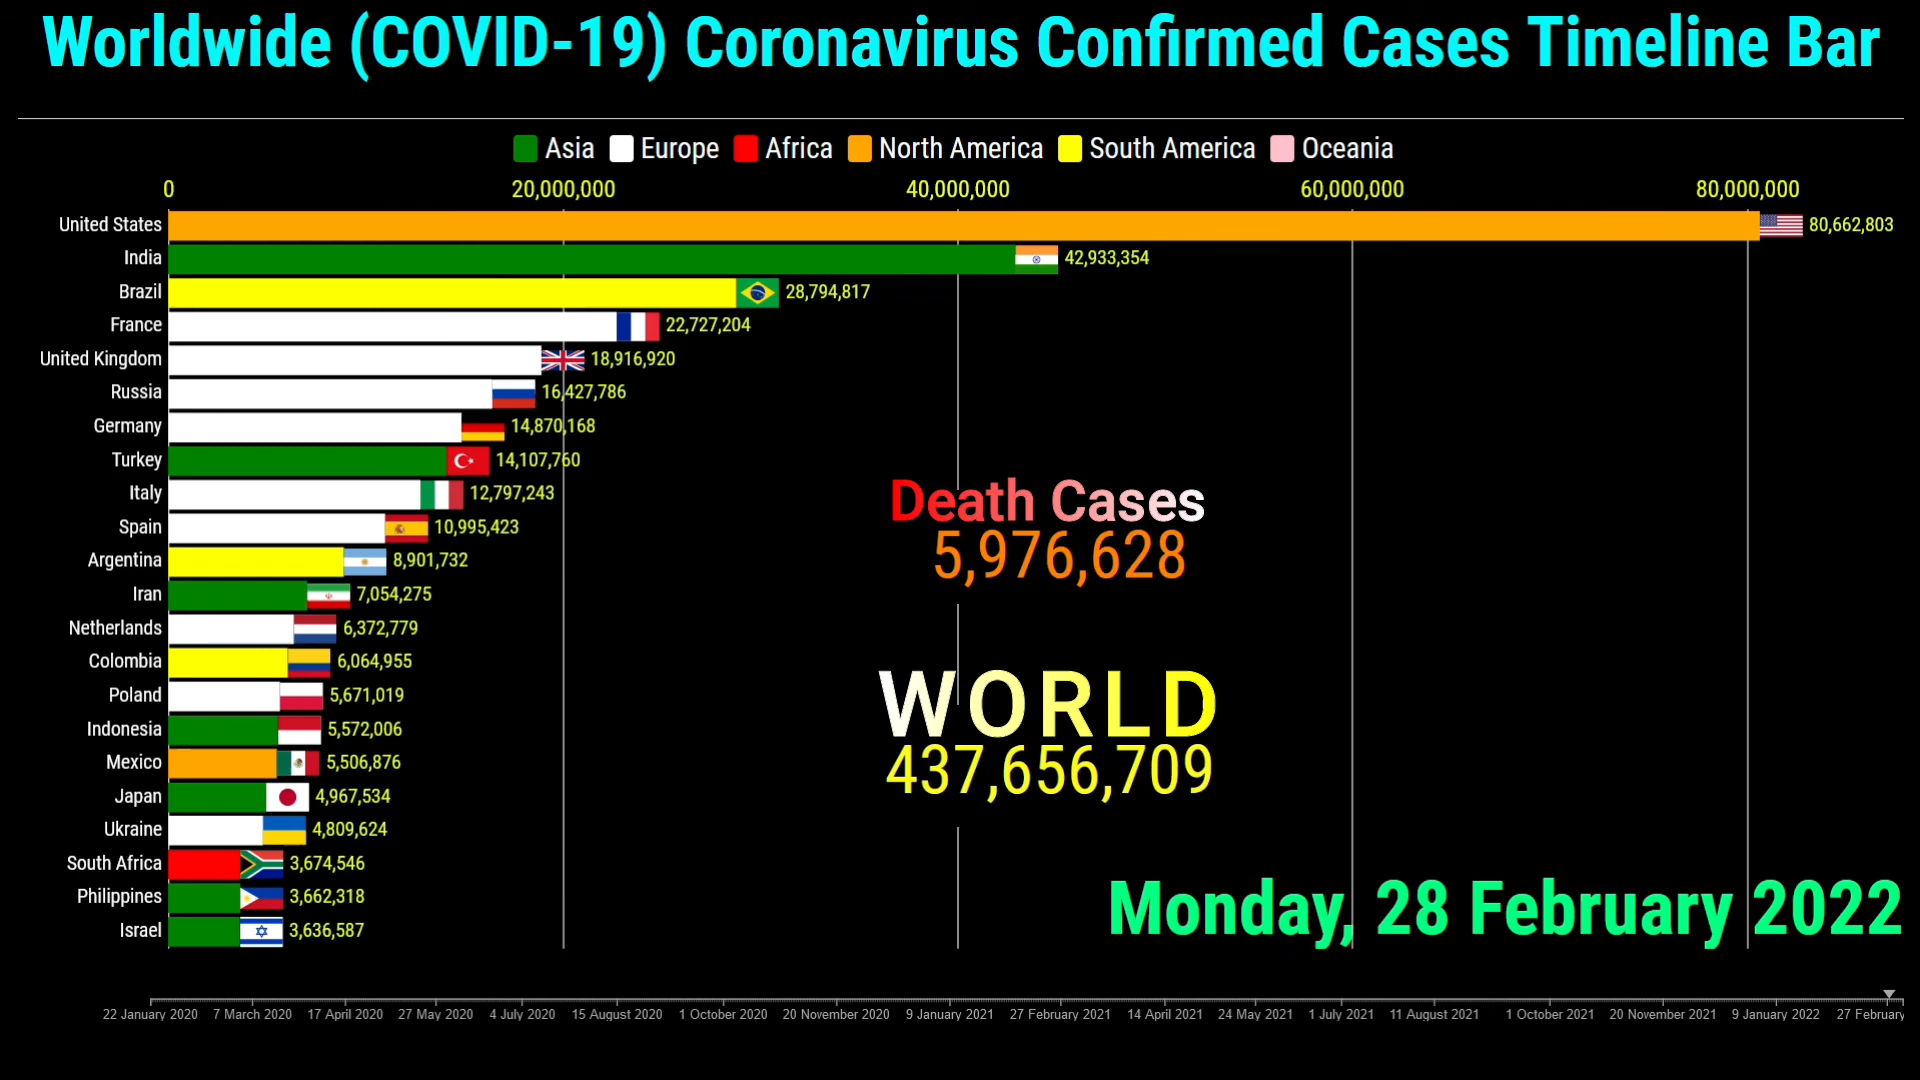 Worldwide (COVID-19) Coronavirus Confirmed Cases Timeline Bar
Asia Europe Africa North America South America Oceania
0 20,000,000 40,000,000 60,000,000 80,000,000
United States 80,662,803
India 42,933,354
Brazil 28,794,817
France 22,727,204
United Kingdom 18,916,920
Russia 16,427,786
Germany 14,870,168
Turkey 14,107,760
Italy 12,797,243
Spain 10,995,423
Argentina 8,901,732
Iran 7,054,275
Netherlands 6,372,779
Colombia 6,064,955
Poland 5,671,019
Indonesia 5,572,006
Mexico 5,506,876
Japan 4,967,534
Ukraine 4,809,624
South Africa 3,674,546
Philippines 3,662,318
Israel 3,636,587
Death Cases
5,976,628
WORLD
437,656,709
Monday, 28 February 2022
22 January 2020 7 March 2020 17 April 2020 27 May 2020 4 July 2020 15 August 2020 1 October 2020 20 November 2020 9 January 2021 27 February 2021 14 April 2021 24 May 2021 1 July 2021 11 August 2021 1 October 2021 20 November 2021 9 January 2022 27 February